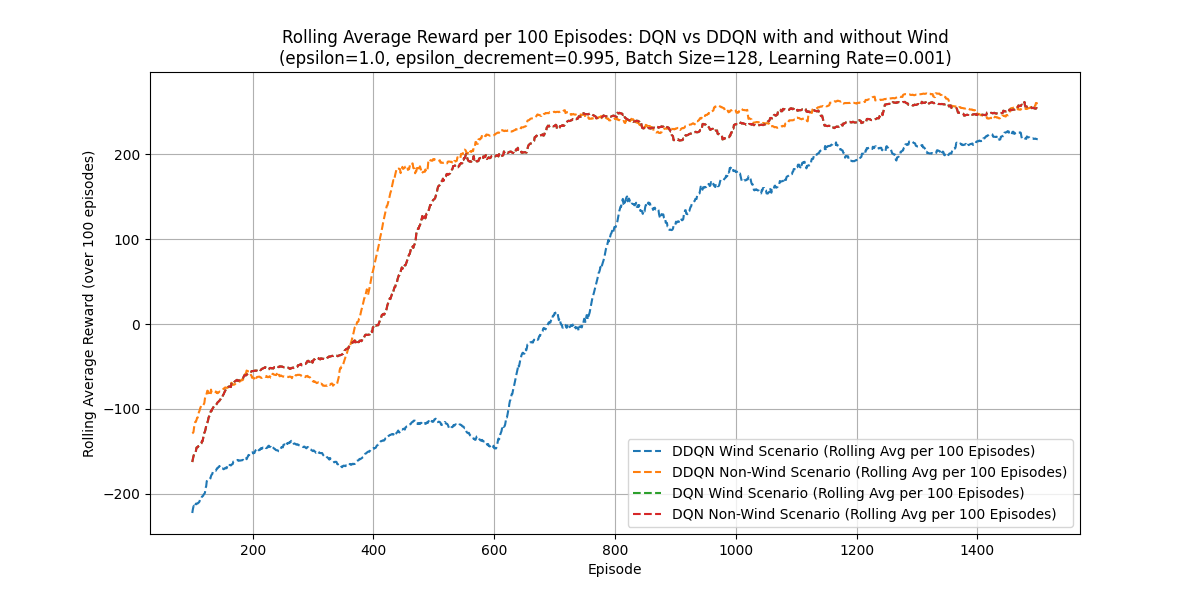 Rolling Average Reward per 100 Episodes: DQN vs DDQN with and without Wind
(epsilon=1.0, epsilon_decrement=0.995, Batch Size=128, Learning Rate=0.001)
Rolling Average Reward (over 100 episodes)
200
100
0
−100
−200
DDQN Wind Scenario (Rolling Avg per 100 Episodes)
DDQN Non-Wind Scenario (Rolling Avg per 100 Episodes)
DQN Wind Scenario (Rolling Avg per 100 Episodes)
DQN Non-Wind Scenario (Rolling Avg per 100 Episodes)
200 400 600 800 1000 1200 1400
Episode